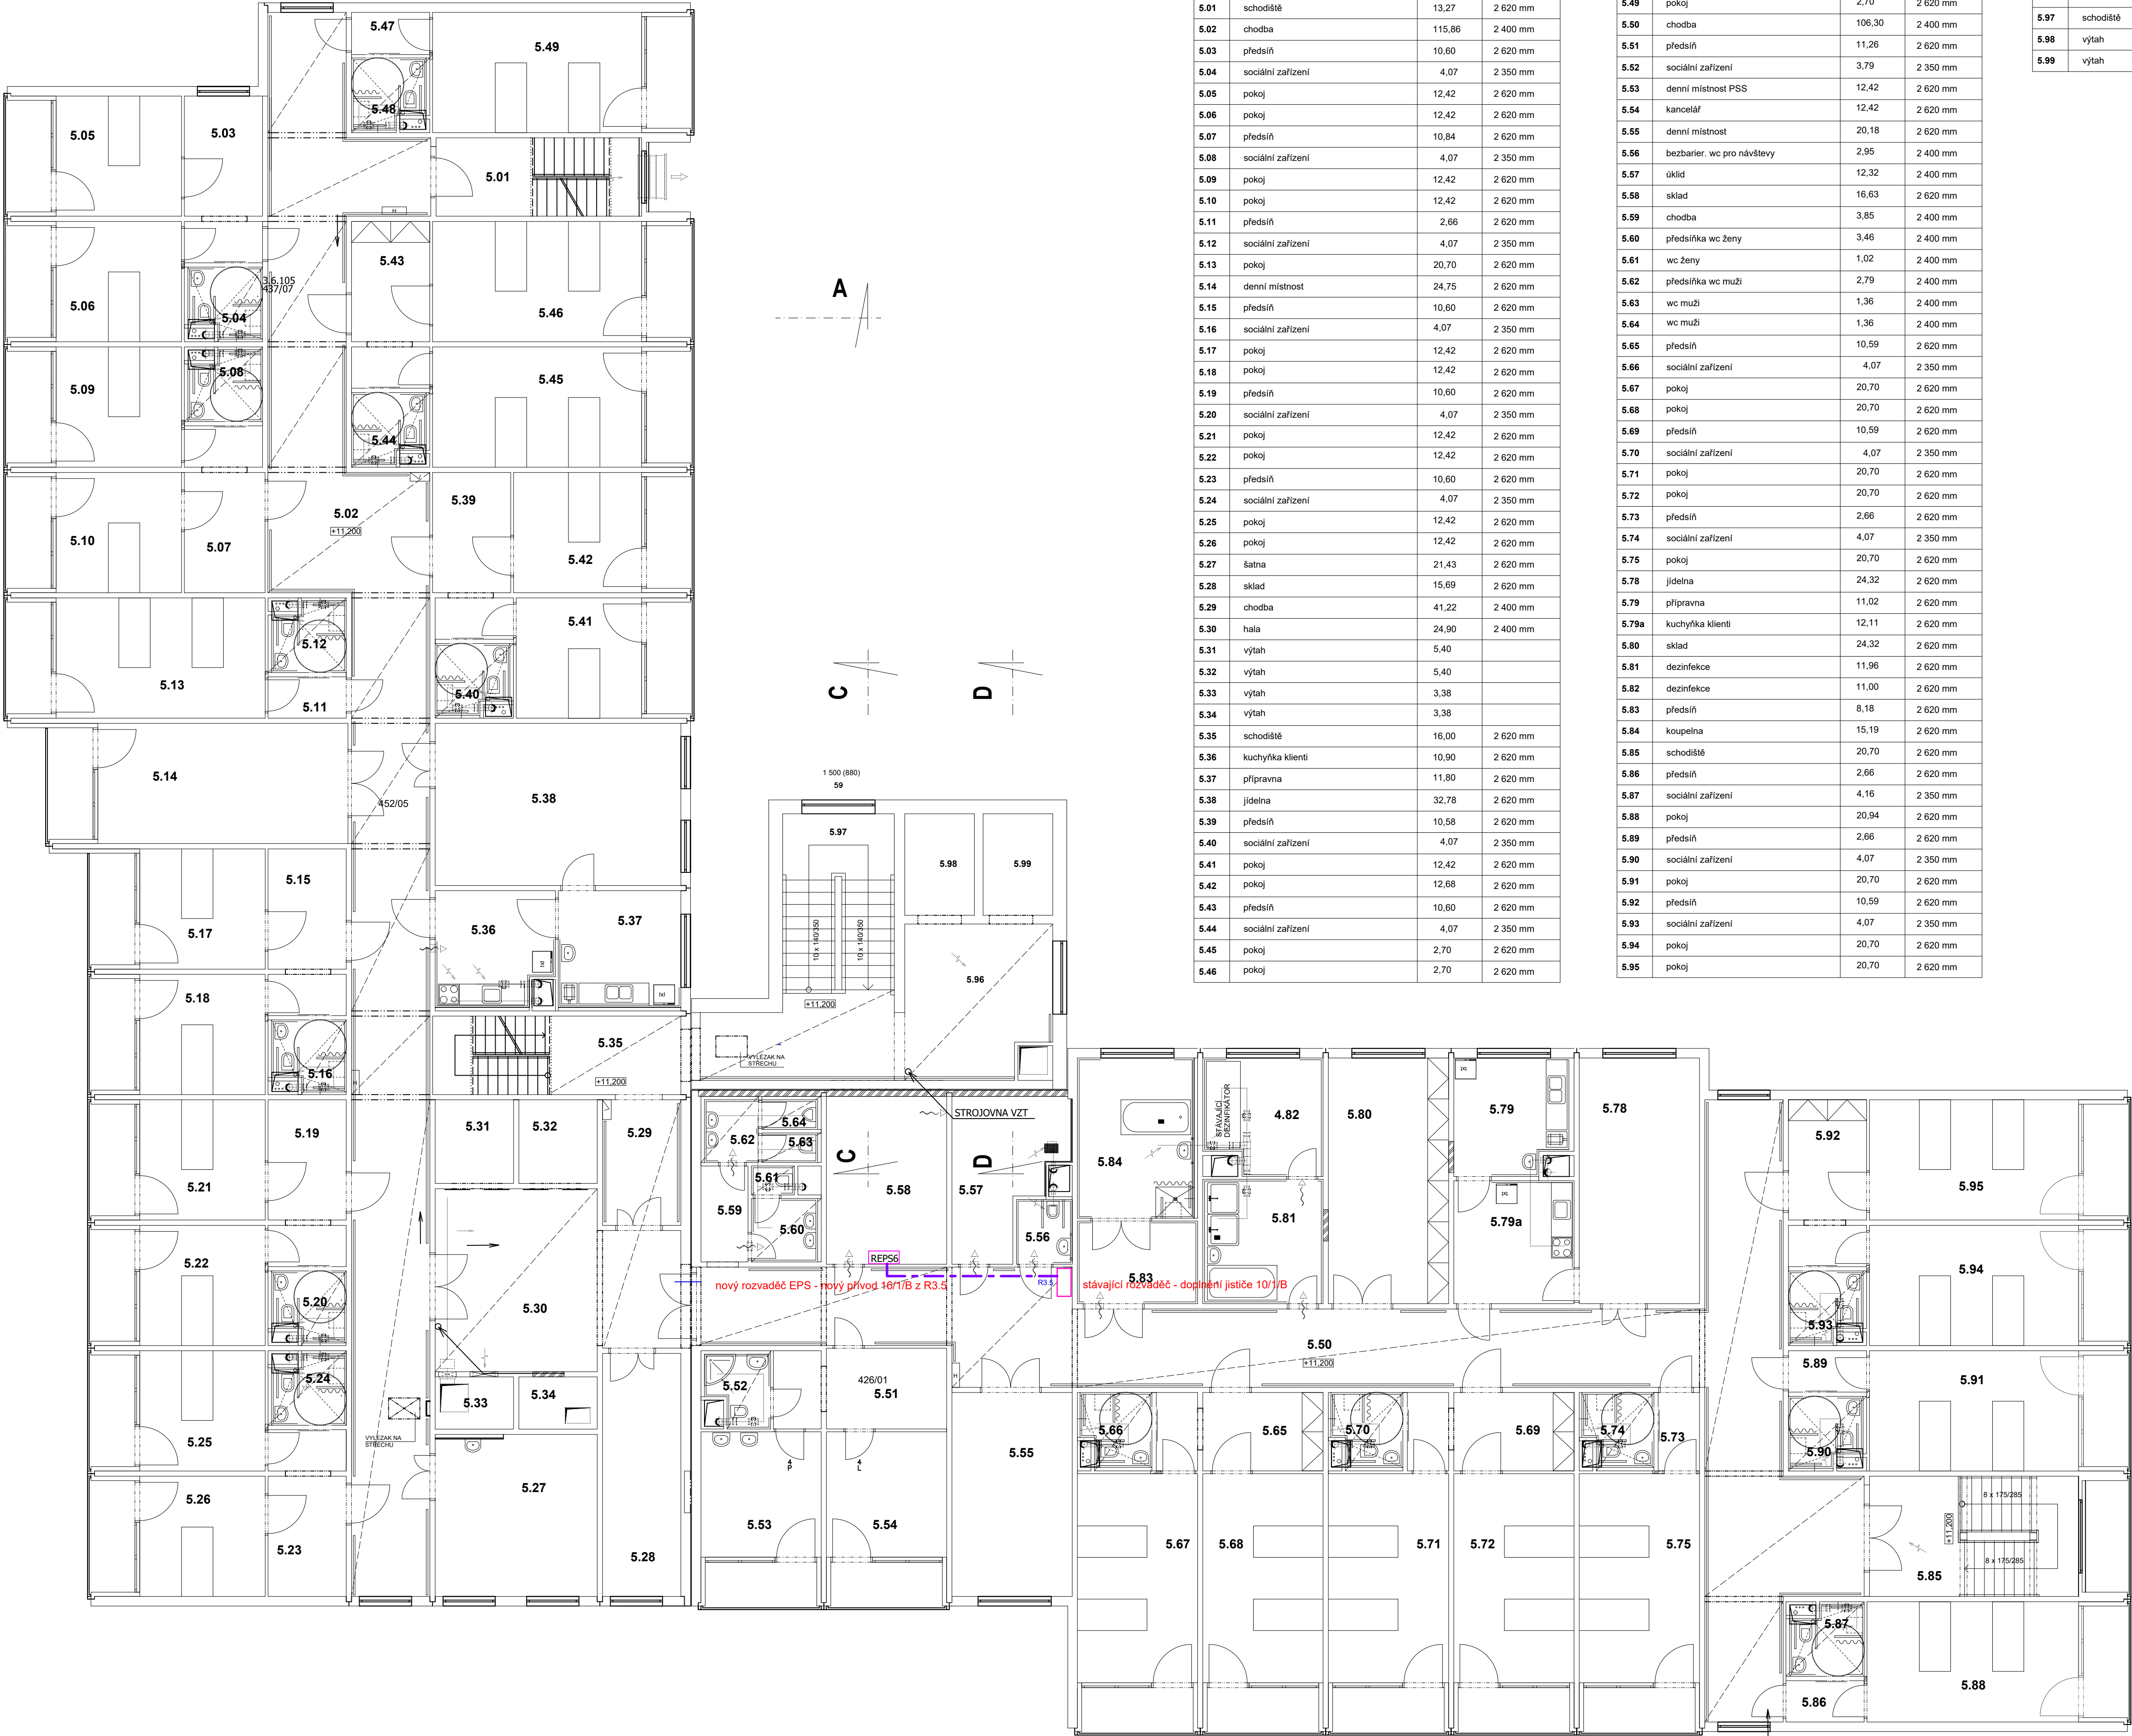 5.01 schodiště 13,27 2 620 mm
5.02 chodba 115,86 2 400 mm
5.03 předsíň 10,60 2 620 mm
5.04 sociální zařízení 4,07 2 350 mm
5.05 pokoj 12,42 2 620 mm
5.06 pokoj 12,42 2 620 mm
5.07 předsíň 10,84 2 620 mm
5.08 sociální zařízení 4,07 2 350 mm
5.09 pokoj 12,42 2 620 mm
5.10 pokoj 12,42 2 620 mm
5.11 předsíň 2,66 2 620 mm
5.12 sociální zařízení 4,07 2 350 mm
5.13 pokoj 20,70 2 620 mm
5.14 denní místnost 24,75 2 620 mm
5.15 předsíň 10,60 2 620 mm
5.16 sociální zařízení 4,07 2 350 mm
5.17 pokoj 12,42 2 620 mm
5.18 pokoj 12,42 2 620 mm
5.19 předsíň 10,60 2 620 mm
5.20 sociální zařízení 4,07 2 350 mm
5.21 pokoj 12,42 2 620 mm
5.22 pokoj 12,42 2 620 mm
5.23 předsíň 10,60 2 620 mm
5.24 sociální zařízení 4,07 2 350 mm
5.25 pokoj 12,42 2 620 mm
5.26 pokoj 12,42 2 620 mm
5.27 šatna 21,43 2 620 mm
5.28 sklad 15,69 2 620 mm
5.29 chodba 41,22 2 400 mm
5.30 hala 24,90 2 400 mm
5.31 výtah 5,40
5.32 výtah 5,40
5.33 výtah 3,38
5.34 výtah 3,38
5.35 schodiště 16,00 2 620 mm
5.36 kuchyňka klienti 10,90 2 620 mm
5.37 přípravna 11,80 2 620 mm
5.38 jídelna 32,78 2 620 mm
5.39 předsíň 10,58 2 620 mm
5.40 sociální zařízení 4,07 2 350 mm
5.41 pokoj 12,42 2 620 mm
5.42 pokoj 12,68 2 620 mm
5.43 předsíň 10,60 2 620 mm
5.44 sociální zařízení 4,07 2 350 mm
5.45 pokoj 2,70 2 620 mm
5.46 pokoj 2,70 2 620 mm
5.49 pokoj 2,70 2 620 mm
5.50 chodba 106,30 2 400 mm
5.51 předsíň 11,26 2 620 mm
5.52 sociální zařízení 3,79 2 350 mm
5.53 denní místnost PSS 12,42 2 620 mm
5.54 kancelář 12,42 2 620 mm
5.55 denní místnost 20,18 2 620 mm
5.56 bezbarier. wc pro návštevy 2,95 2 400 mm
5.57 úklid 12,32 2 400 mm
5.58 sklad 16,63 2 620 mm
5.59 chodba 3,85 2 400 mm
5.60 předsíňka wc ženy 3,46 2 400 mm
5.61 wc ženy 1,02 2 400 mm
5.62 předsíňka wc muži 2,79 2 400 mm
5.63 wc muži 1,36 2 400 mm
5.64 wc muži 1,36 2 400 mm
5.65 předsíň 10,59 2 620 mm
5.66 sociální zařízení 4,07 2 350 mm
5.67 pokoj 20,70 2 620 mm
5.68 pokoj 20,70 2 620 mm
5.69 předsíň 10,59 2 620 mm
5.70 sociální zařízení 4,07 2 350 mm
5.71 pokoj 20,70 2 620 mm
5.72 pokoj 20,70 2 620 mm
5.73 předsíň 2,66 2 620 mm
5.74 sociální zařízení 4,07 2 350 mm
5.75 pokoj 20,70 2 620 mm
5.78 jídelna 24,32 2 620 mm
5.79 přípravna 11,02 2 620 mm
5.79a kuchyňka klienti 12,11 2 620 mm
5.80 sklad 24,32 2 620 mm
5.81 dezinfekce 11,96 2 620 mm
5.82 dezinfekce 11,00 2 620 mm
5.83 předsíň 8,18 2 620 mm
5.84 koupelna 15,19 2 620 mm
5.85 schodiště 20,70 2 620 mm
5.86 předsíň 2,66 2 620 mm
5.87 sociální zařízení 4,16 2 350 mm
5.88 pokoj 20,94 2 620 mm
5.89 předsíň 2,66 2 620 mm
5.90 sociální zařízení 4,07 2 350 mm
5.91 pokoj 20,70 2 620 mm
5.92 předsíň 10,59 2 620 mm
5.93 sociální zařízení 4,07 2 350 mm
5.94 pokoj 20,70 2 620 mm
5.95 pokoj 20,70 2 620 mm
5.97 schodiště
5.98 výtah
5.99 výtah
5.47
5.49
5.48
5.05
5.03
5.01
H
5.43
5.06
3.6.105
437/07
5.04
5.46
5.08
5.09
5.45
5.44
5.39
5.02
+11,200
5.10
5.07
5.42
5.12
5.41
5.13
5.11
5.40
5.14
452/05
5.38
A
C
D
1 500 (880)
59
5.97
5.98
5.99
10 x 140/350
10 x 140/350
5.96
+11,200
VÝLEZAK NA
STŘECHU
5.15
5.17
5.36
5.37
5.18
5.16
H
5.35
+11,200
5.19
5.31
5.32
5.29
5.21
5.22
5.20
5.30
5.24
5.25
5.33
5.34
VÝLEZAK NA
STŘECHU
5.26
5.23
5.27
5.28
STROJOVNA VZT
5.62
5.64
5.63
5.61
5.59
5.60
C
D
5.58
5.57
5.56
REPS6
nový rozvaděč EPS - nový přívod 16/1/B z R3.5
R3.5
stávající rozvaděč - doplnění jističe 10/1/B
5.84
5.83
STÁVAJÍCÍ
DEZINFIKÁTOR
4.82
5.81
5.80
5.79
5.79a
5.78
5.50
+11,200
H
5.52
426/01
5.51
4
P
4
L
5.53
5.54
5.55
5.66
5.65
5.70
5.69
5.74
5.73
5.67
5.68
5.71
5.72
5.75
5.92
5.95
5.94
5.93
5.89
5.91
5.90
8 x 175/285
+11,200
8 x 175/285
5.85
5.87
5.88
5.86